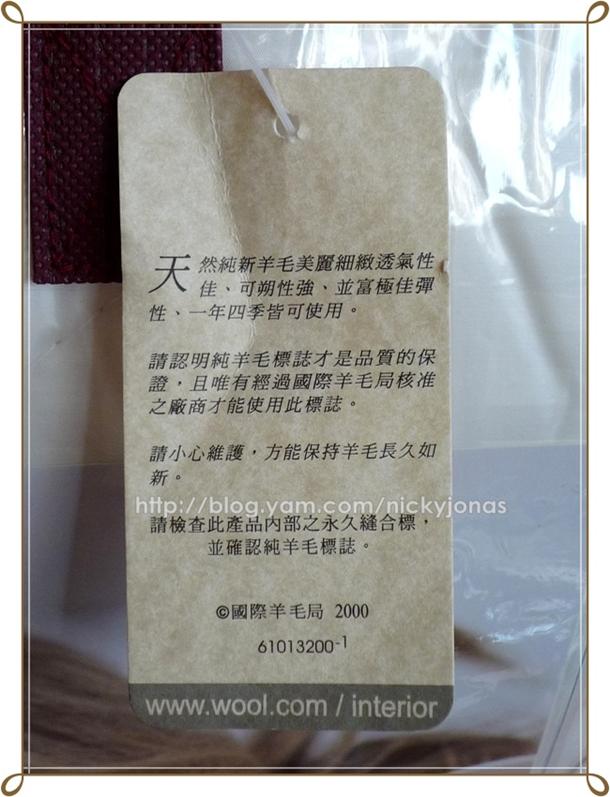 天然純新羊毛美麗細緻透氣性
佳、可朔性強、並富極佳彈
性、一年四季皆可使用。
請認明純羊毛標誌才是品質的保
證，且唯有經過國際羊毛局核准
之廠商才能使用此標誌。
請小心維護，方能保持羊毛長久如
新。
http://blog.yam.com/nickyjonas
請檢查此產品內部之永久縫合標，
並確認純羊毛標誌。
©國際羊毛局 2000
61013200-1
www.wool.com / interior